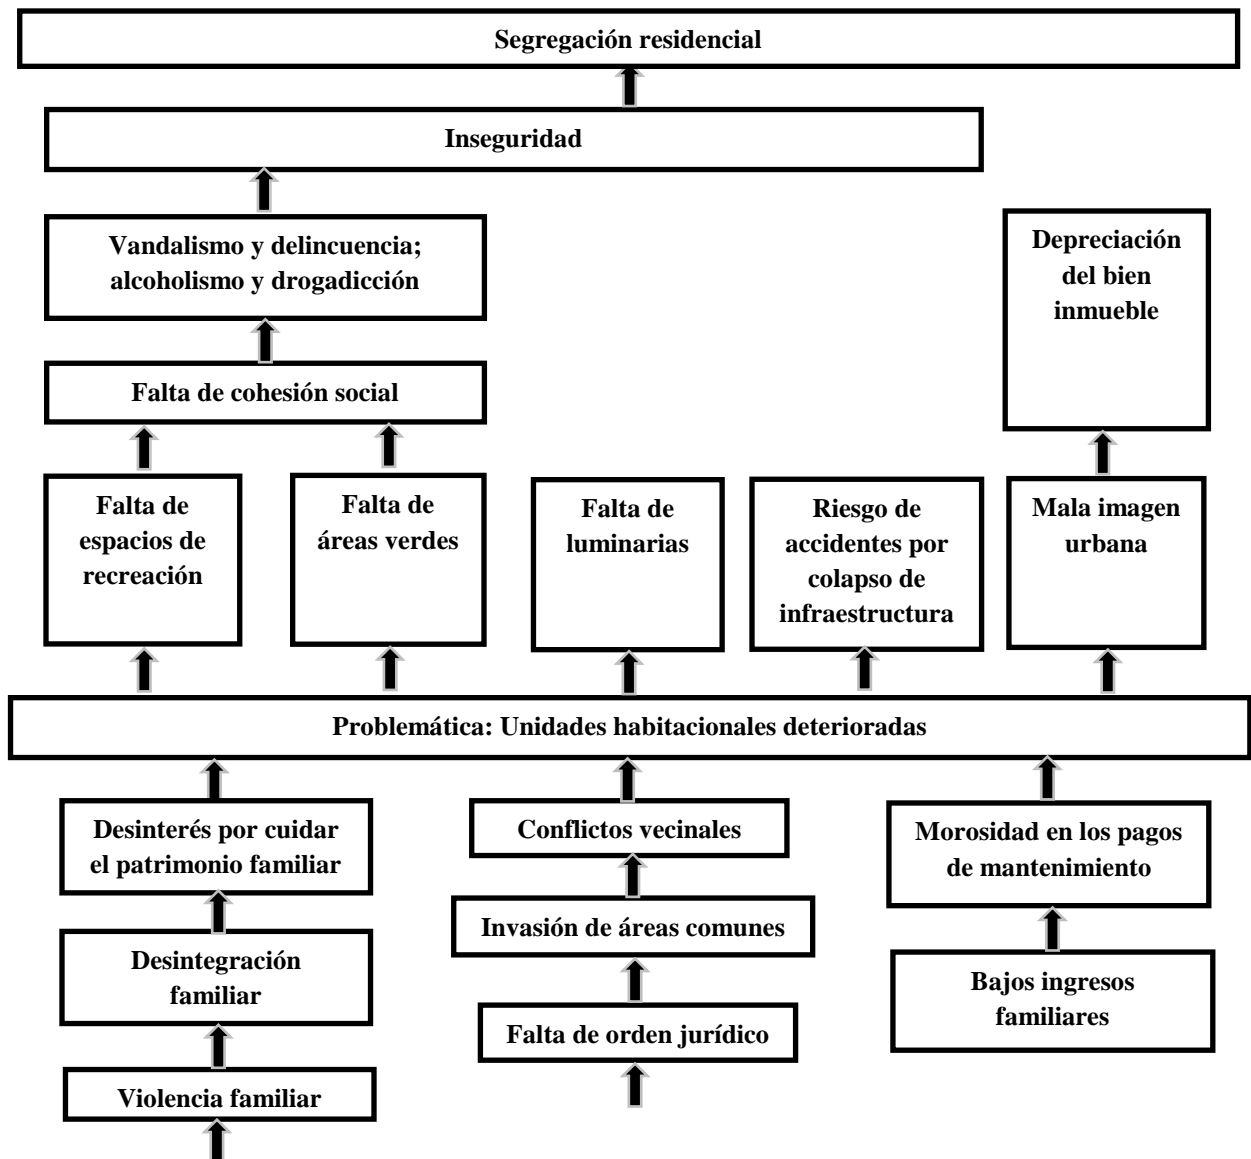 Segregación residencial
Inseguridad
Vandalismo y delincuencia;
alcoholismo y drogadicción
Depreciación
del bien
inmueble
Falta de cohesión social
Falta de
espacios de
recreación
Falta de
áreas verdes
Falta de
luminarias
Riesgo de
accidentes por
colapso de
infraestructura
Mala imagen
urbana
Problemática: Unidades habitacionales deterioradas
Desinterés por cuidar
el patrimonio familiar
Conflictos vecinales
Morosidad en los pagos
de mantenimiento
Invasión de áreas comunes
Desintegración
familiar
Bajos ingresos
familiares
Falta de orden jurídico
Violencia familiar